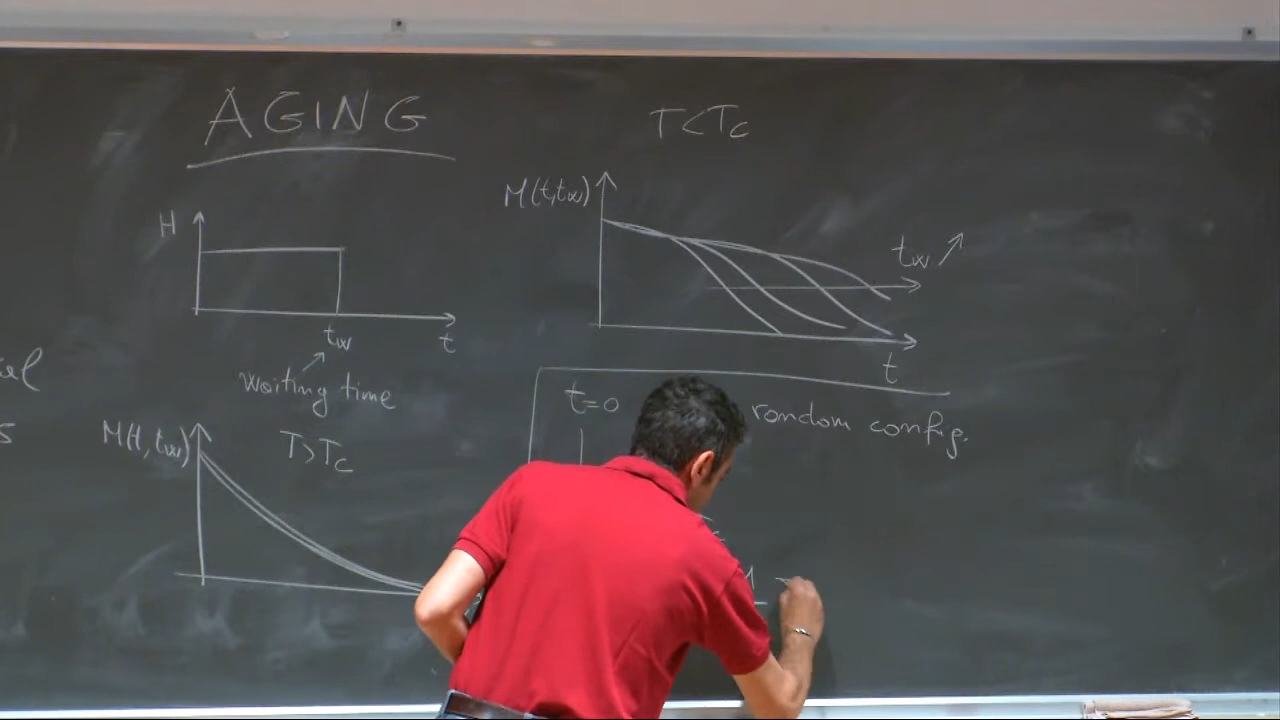 AGING
H
tw
t
waiting time
M(t, tw)
T>Tc
T<Tc
M(t,tw)
tw ↗
t
t=0
random config.